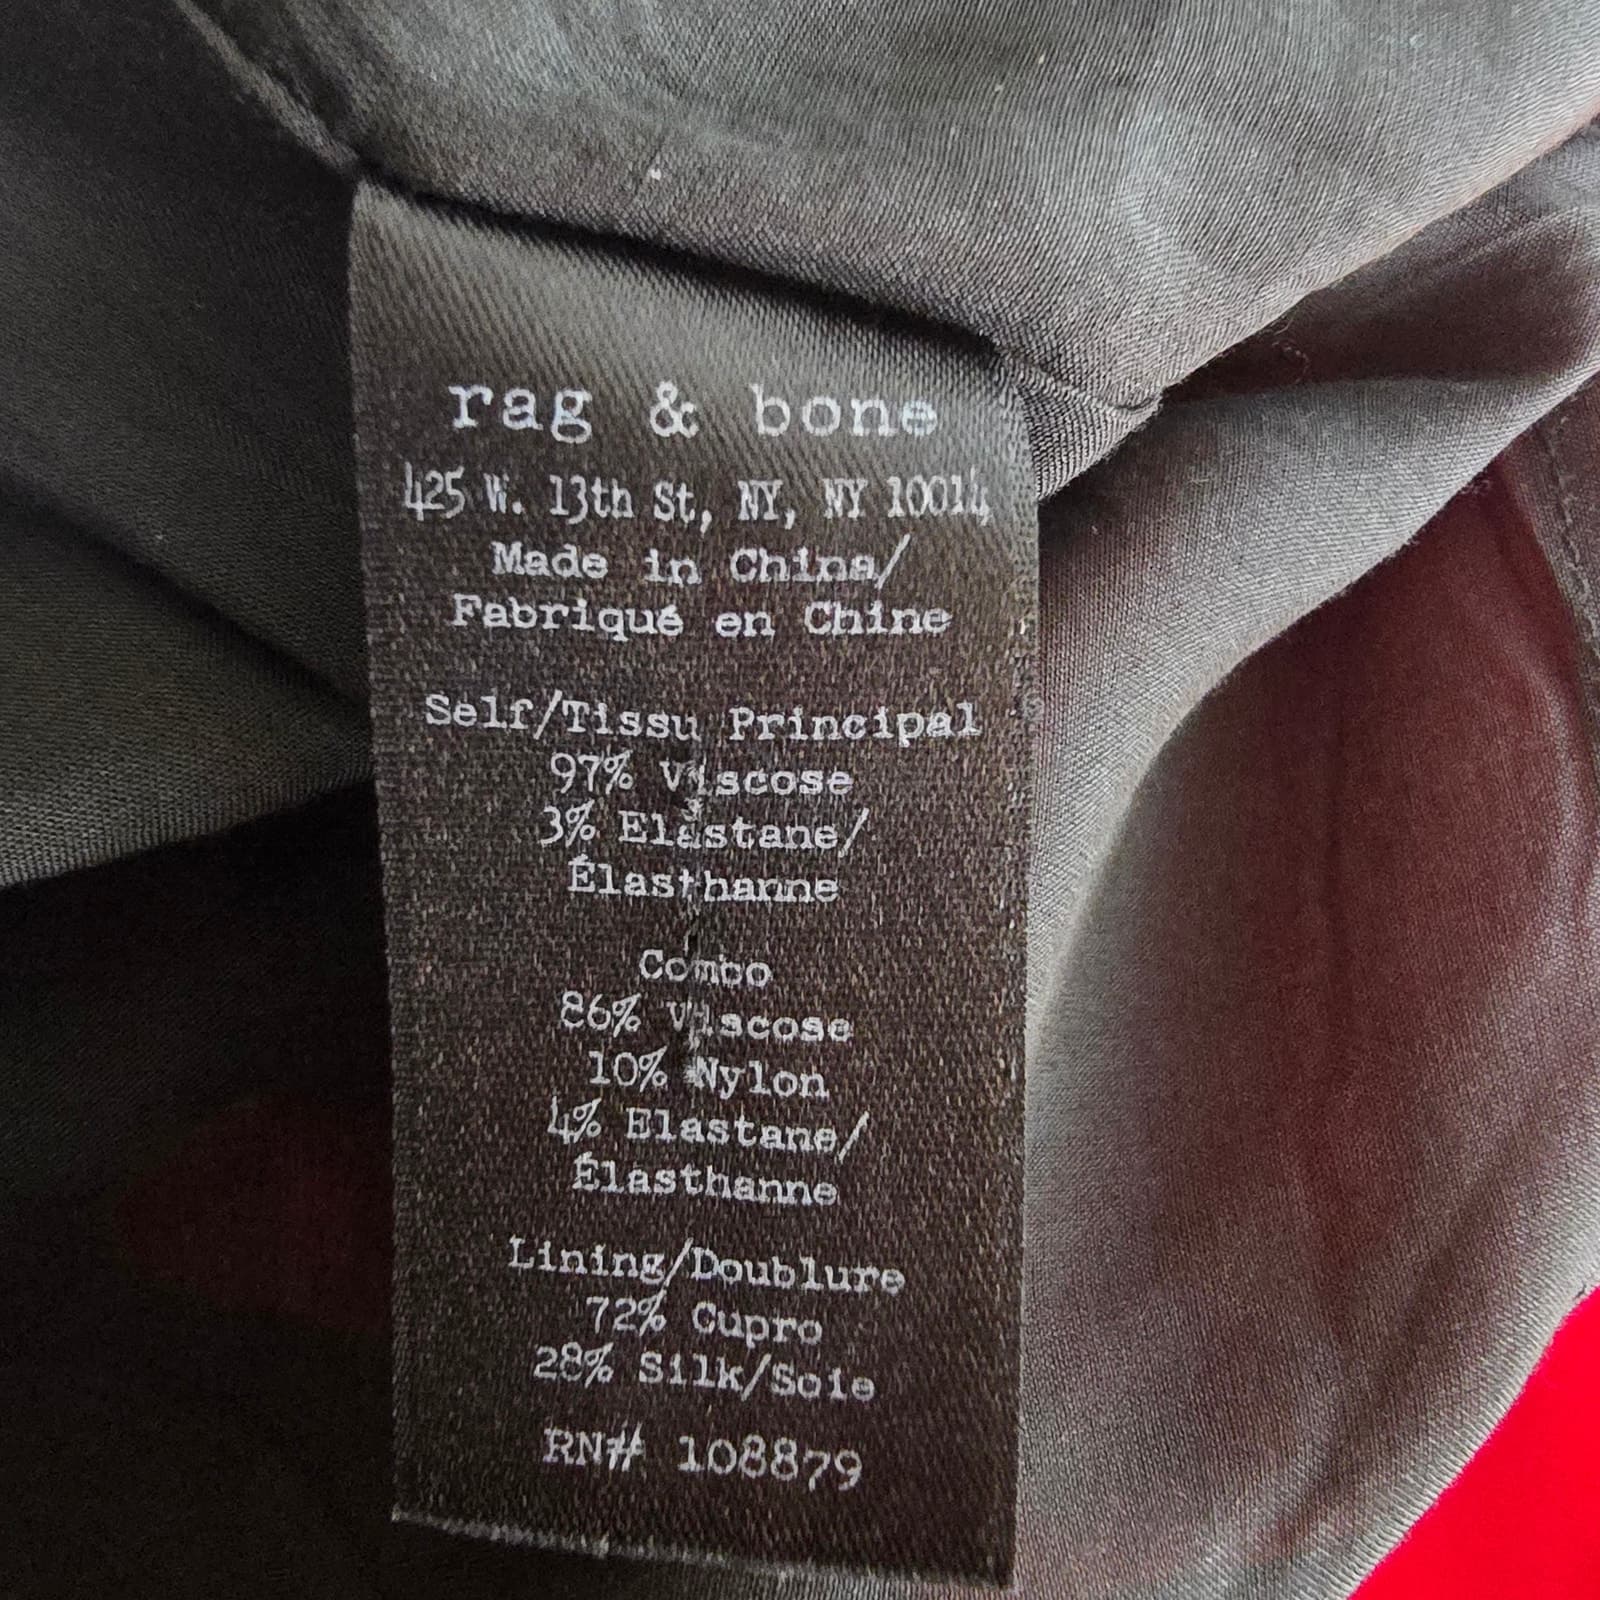 rag & bone
425 W. 13th St, NY, NY 10014
Made in China/
Fabriqué en Chine
Self/Tissu Principal
97% Viscose
3% Elastane/
Élasthanne
Combo
86% Viscose
10% Nylon
4% Elastane/
Élasthanne
Lining/Doublure
72% Cupro
28% Silk/Soie
RN# 108879